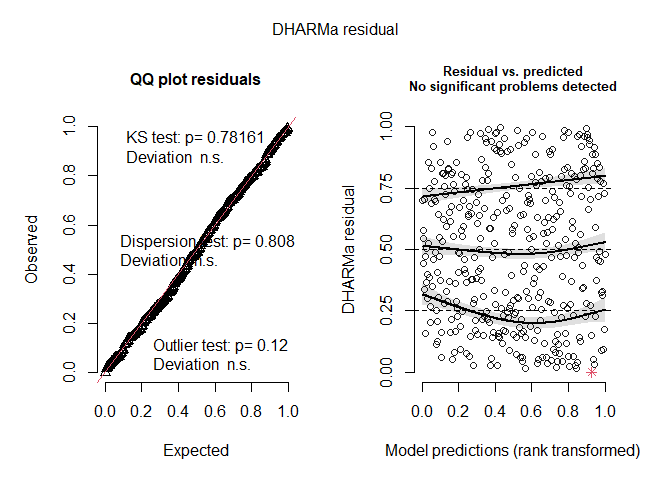 DHARMa residual
QQ plot residuals
KS test: p= 0.78161
Deviation n.s.
Dispersion test: p= 0.808
Deviation n.s.
Outlier test: p= 0.12
Deviation n.s.
Observed
0.0 0.2 0.4 0.6 0.8 1.0
0.0 0.2 0.4 0.6 0.8 1.0
Expected
Residual vs. predicted
No significant problems detected
DHARMa residual
0.00 0.25 0.50 0.75 1.00
0.0 0.2 0.4 0.6 0.8 1.0
Model predictions (rank transformed)